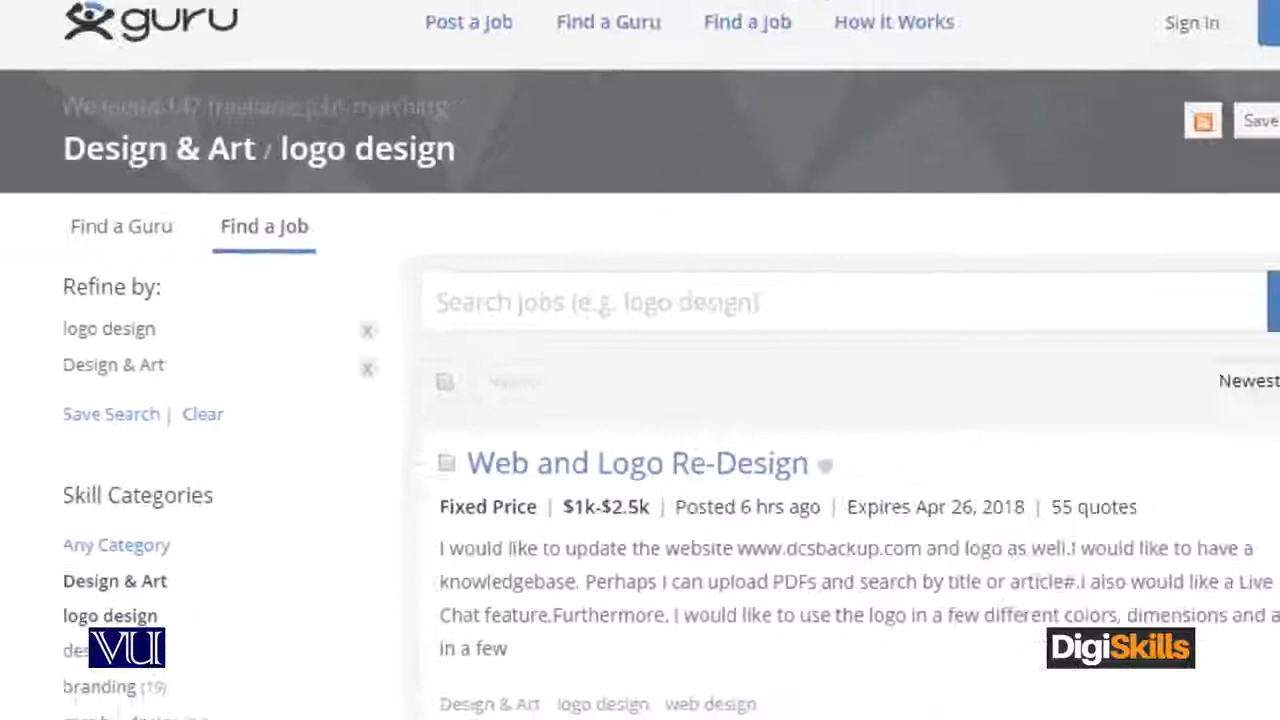 guru
Post a Job Find a Guru Find a Job How it Works Sign In
We found 147 freelance jobs matching
Design & Art / logo design
Save
Find a Guru Find a Job
Refine by:
logo design x
Design & Art x
Save Search | Clear
Search jobs (e.g. logo design)
Newest
Skill Categories
Any Category
Design & Art
logo design
branding (19)
Web and Logo Re-Design
Fixed Price | $1k-$2.5k | Posted 6 hrs ago | Expires Apr 26, 2018 | 55 quotes
I would like to update the website www.dcsbackup.com and logo as well.I would like to have a
knowledgebase. Perhaps I can upload PDFs and search by title or article#.I also would like a Live
Chat feature.Furthermore, I would like to use the logo in a few different colors, dimensions and a
in a few
Design & Art logo design web design
VU
DigiSkills